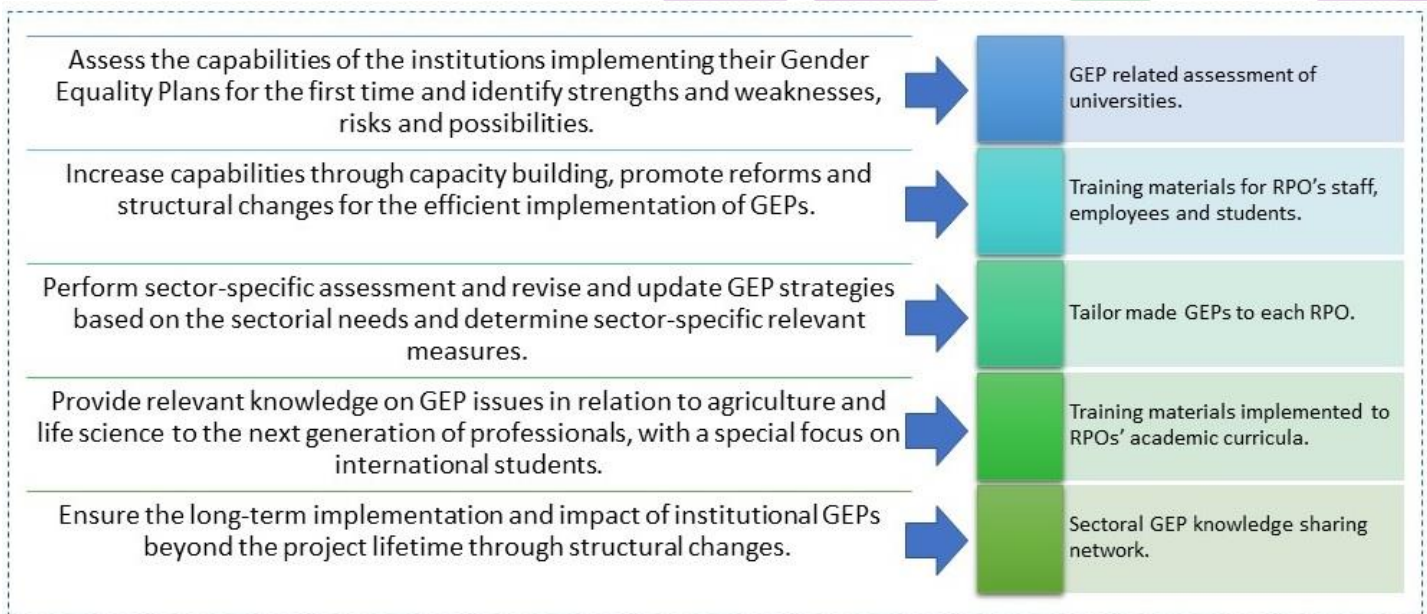 Assess the capabilities of the institutions implementing their Gender
Equality Plans for the first time and identify strengths and weaknesses,
risks and possibilities.
GEP related assessment of
universities.
Increase capabilities through capacity building, promote reforms and
structural changes for the efficient implementation of GEPs.
Training materials for RPO's staff,
employees and students.
Perform sector-specific assessment and revise and update GEP strategies
based on the sectorial needs and determine sector-specific relevant
measures.
Tailor made GEPs to each RPO.
Provide relevant knowledge on GEP issues in relation to agriculture and
life science to the next generation of professionals, with a special focus on
international students.
Training materials implemented to
RPOs' academic curricula.
Ensure the long-term implementation and impact of institutional GEPs
beyond the project lifetime through structural changes.
Sectoral GEP knowledge sharing
network.